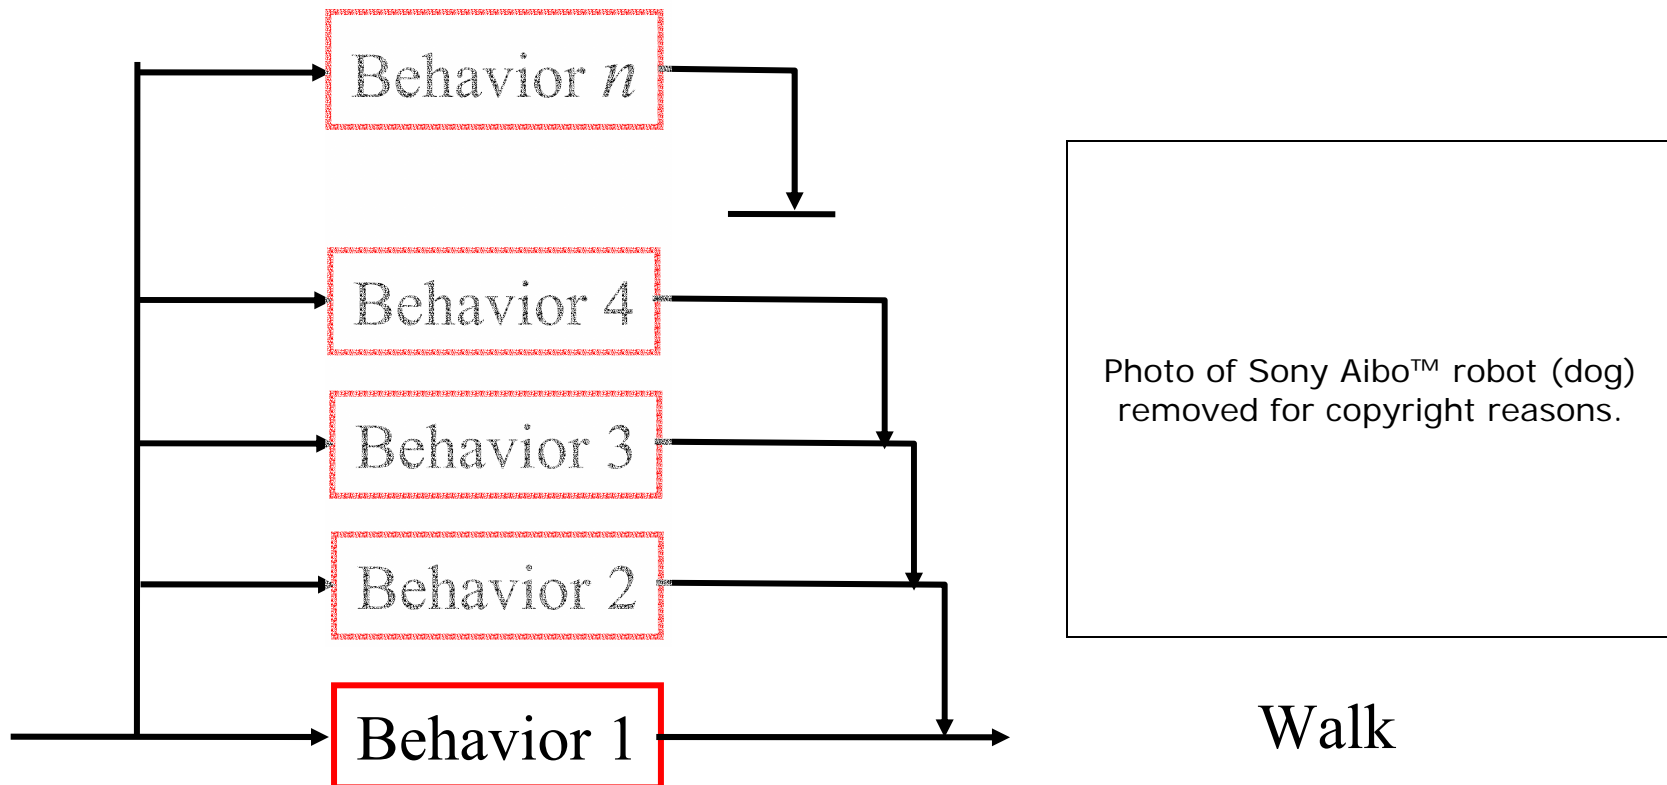 Behavior n
Behavior 4
Behavior 3
Behavior 2
Behavior 1
Photo of Sony Aibo™ robot (dog)
removed for copyright reasons.
Walk